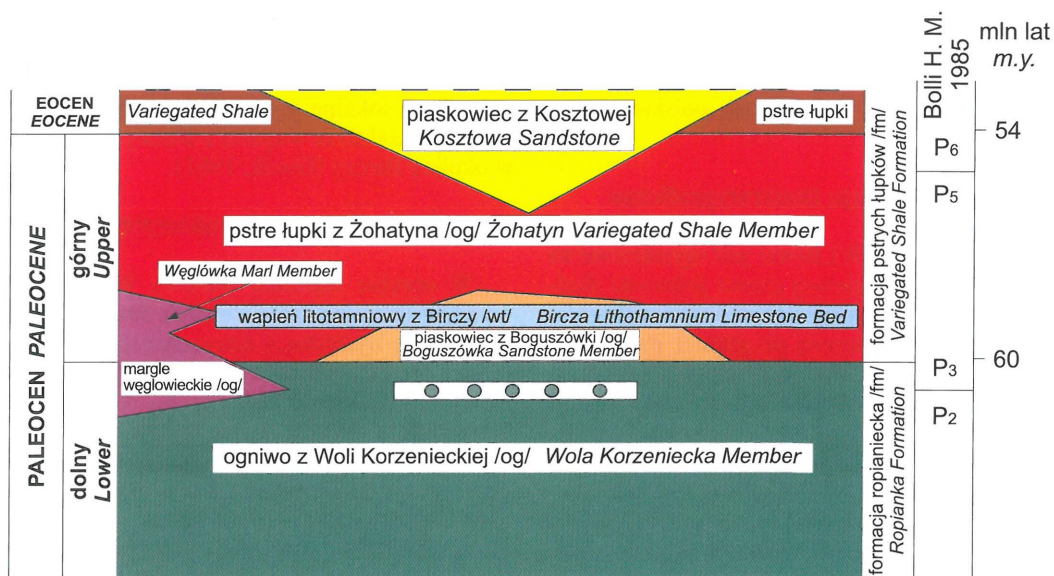 EOCEN
EOCENE
PALEOCEN PALEOCENE
górny
Upper
dolny
Lower
Variegated Shale
piaskowiec z Kosztowej
Kosztowa Sandstone
pstre łupki
pstre łupki z Żohatyna /og/ Żohatyn Variegated Shale Member
Węglówka Marl Member
wapień litotamniowy z Birczy /wt/ Bircza Lithothamnium Limestone Bed
piaskowiec z Boguszówki /og/
Boguszówka Sandstone Member
margle
węglowieckie /og/
ogniwo z Woli Korzenieckiej /og/ Wola Korzeniecka Member
formacja pstrych łupków /fm/
Variegated Shale Formation
formacja ropianiecka /fm/
Ropianka Formation
Bolli H. M.
1985
P6
P5
P3
P2
mln lat
m.y.
54
60